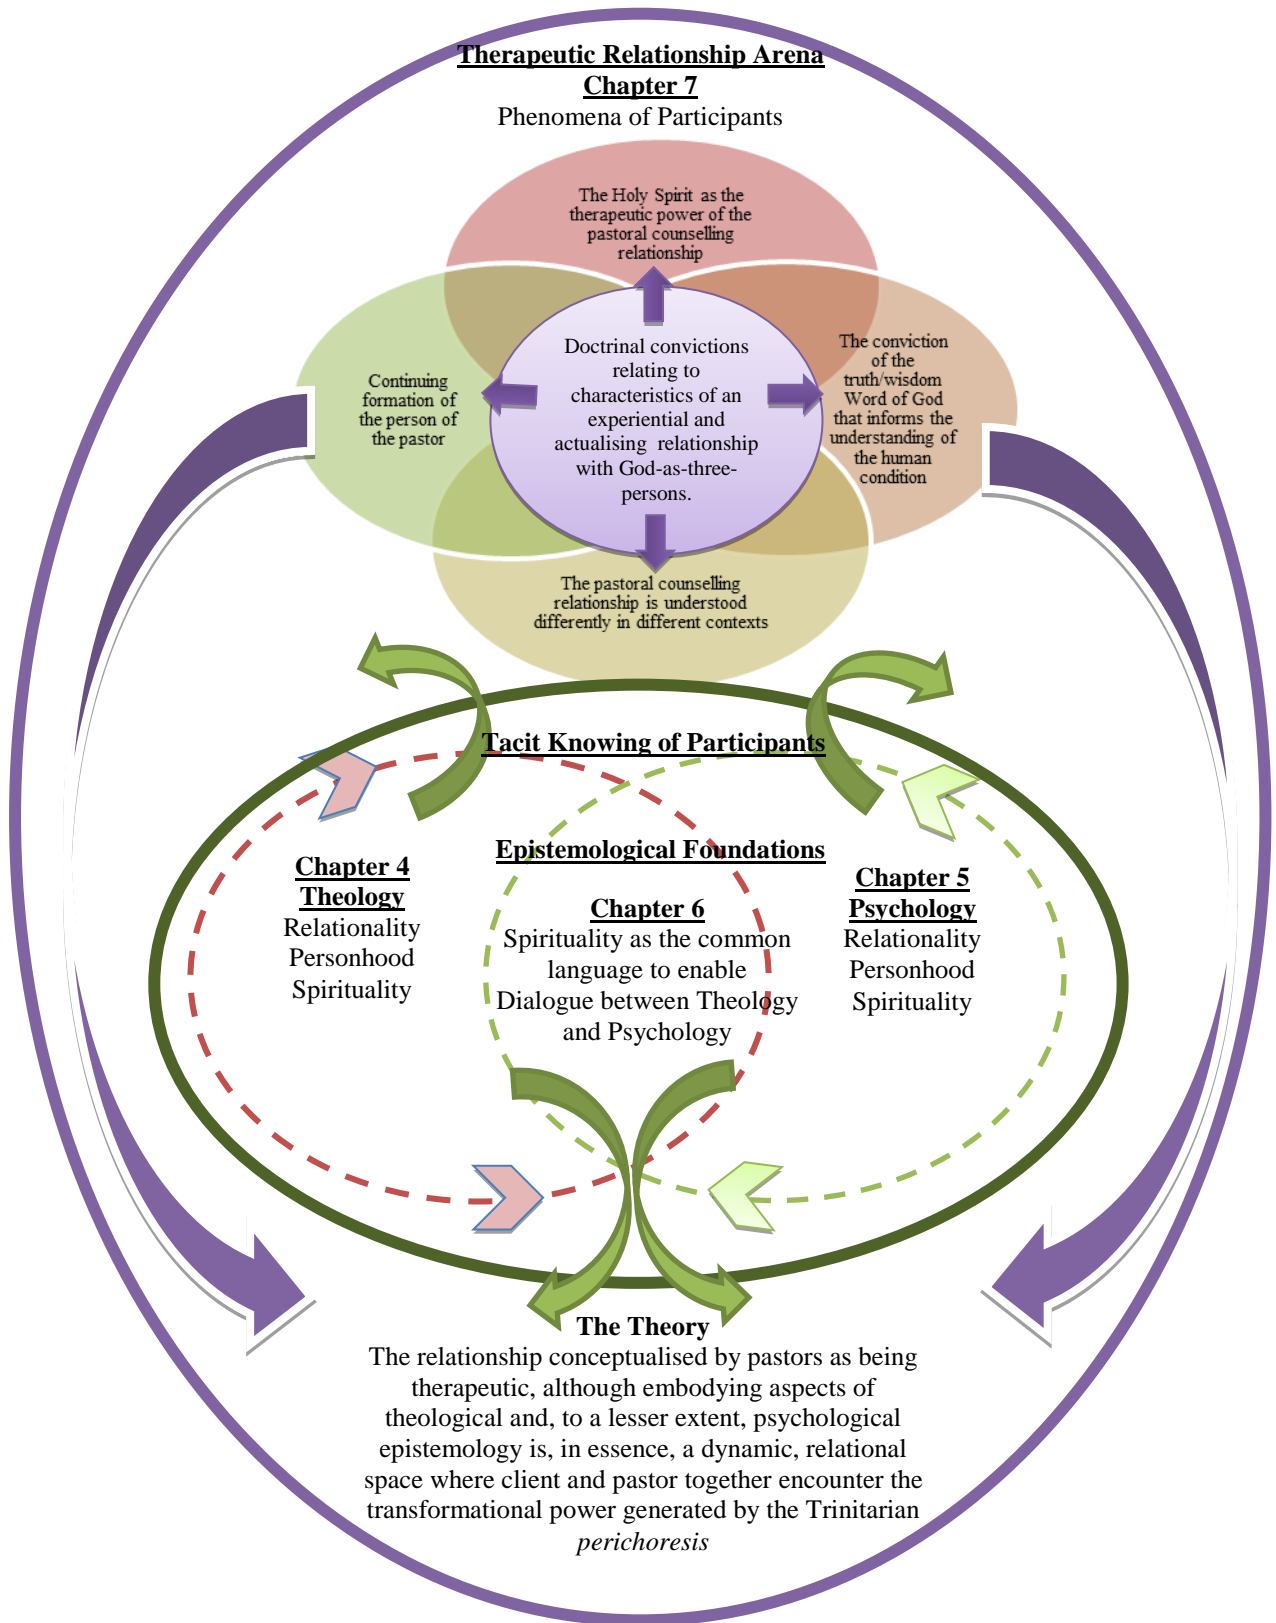 Therapeutic Relationship Arena
Chapter 7
Phenomena of Participants
The Holy Spirit as the
therapeutic power of the
pastoral counselling
relationship
Continuing
formation of
the person of
the pastor
Doctrinal convictions
relating to
characteristics of an
experiential and
actualising relationship
with God-as-three-
persons.
The conviction
of the
truth/wisdom
Word of God
that informs the
understanding of
the human
condition
The pastoral counselling
relationship is understood
differently in different contexts
Tacit Knowing of Participants
Epistemological Foundations
Chapter 4
Theology
Relationality
Personhood
Spirituality
Chapter 6
Spirituality as the common
language to enable
Dialogue between Theology
and Psychology
Chapter 5
Psychology
Relationality
Personhood
Spirituality
The Theory
The relationship conceptualised by pastors as being
therapeutic, although embodying aspects of
theological and, to a lesser extent, psychological
epistemology is, in essence, a dynamic, relational
space where client and pastor together encounter the
transformational power generated by the Trinitarian
perichoresis